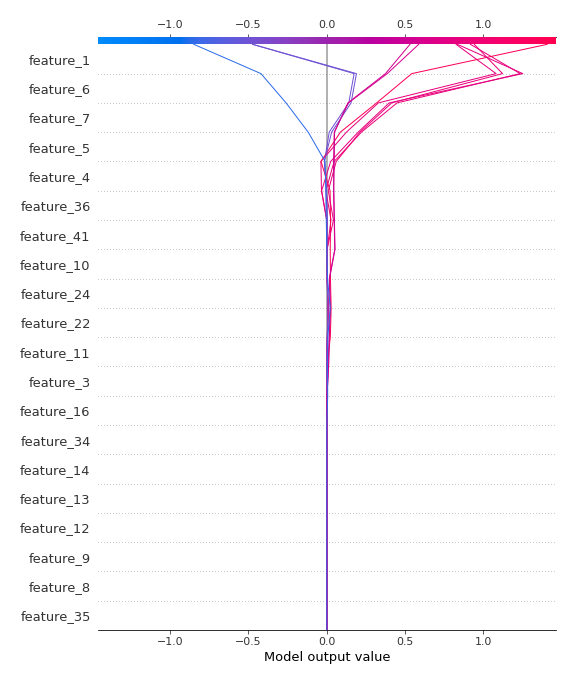 −1.0 −0.5 0.0 0.5 1.0
feature_1
feature_6
feature_7
feature_5
feature_4
feature_36
feature_41
feature_10
feature_24
feature_22
feature_11
feature_3
feature_16
feature_34
feature_14
feature_13
feature_12
feature_9
feature_8
feature_35
−1.0 −0.5 0.0 0.5 1.0
Model output value